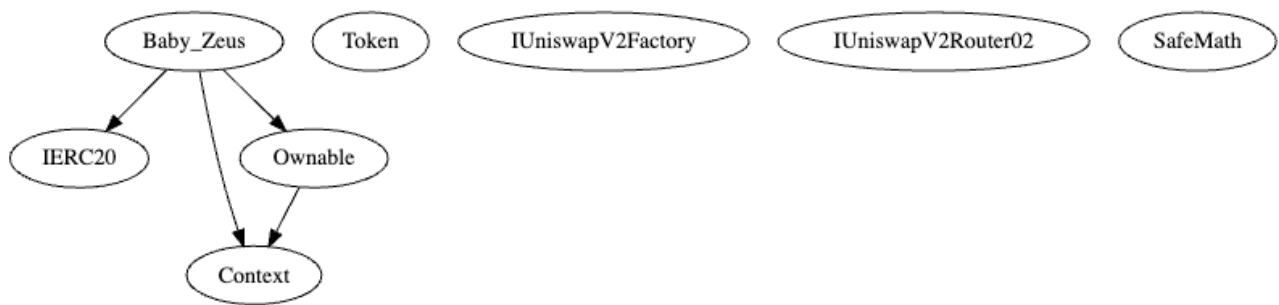 Baby_Zeus
Token
IUniswapV2Factory
IUniswapV2Router02
SafeMath
IERC20
Ownable
Context